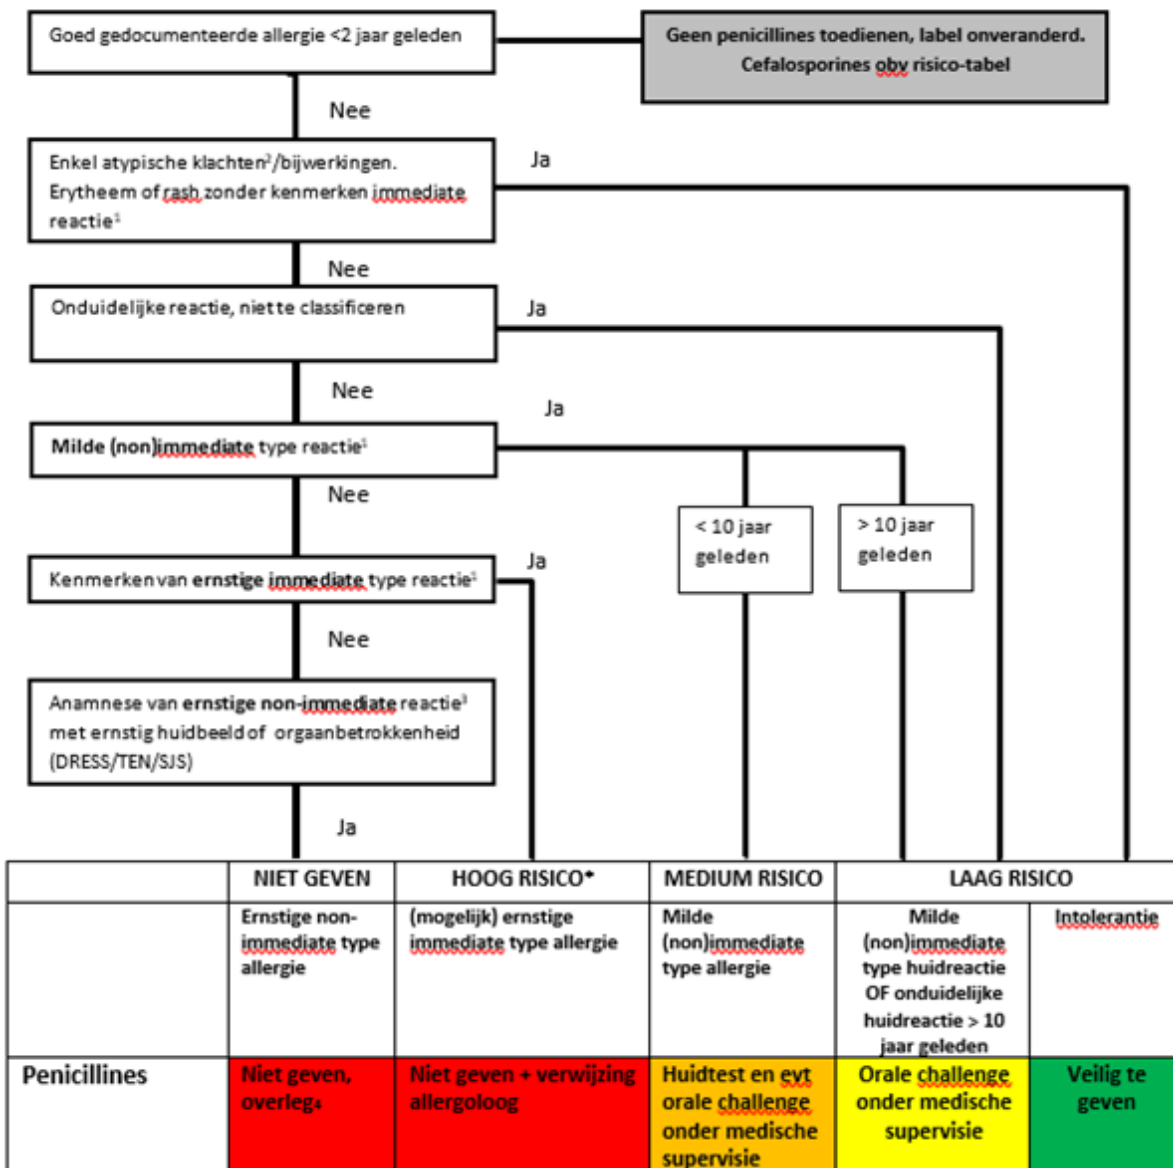 Goed gedocumenteerde allergie <2 jaar geleden
Geen penicillines toedienen, label onveranderd.
Cefalosporines obv risico-tabel
Nee
Enkel atypische klachten²/bijwerkingen.
Erytheem of rash zonder kenmerken immediate
reactie¹
Ja
Nee
Onduidelijke reactie, niet te classificeren
Ja
Nee
Milde (non)immediate type reactie¹
Ja
Nee
< 10 jaar
geleden
> 10 jaar
geleden
Kenmerken van ernstige immediate type reactie¹
Ja
Nee
Anamnese van ernstige non-immediate reactie³
met ernstig huidbeeld of orgaanbetrokkenheid
(DRESS/TEN/SJS)
Ja
NIET GEVEN
HOOG RISICO*
MEDIUM RISICO
LAAG RISICO
Ernstige non-
immediate type
allergie
(mogelijk) ernstige
immediate type allergie
Milde
(non)immediate
type allergie
Milde
(non)immediate
type huidreactie
OF onduidelijke
huidreactie > 10
jaar geleden
Intolerantie
Penicillines
Niet geven,
overleg₄
Niet geven + verwijzing
allergoloog
Huidtest en evt
orale challenge
onder medische
supervisie
Orale challenge
onder medische
supervisie
Veilig te
geven